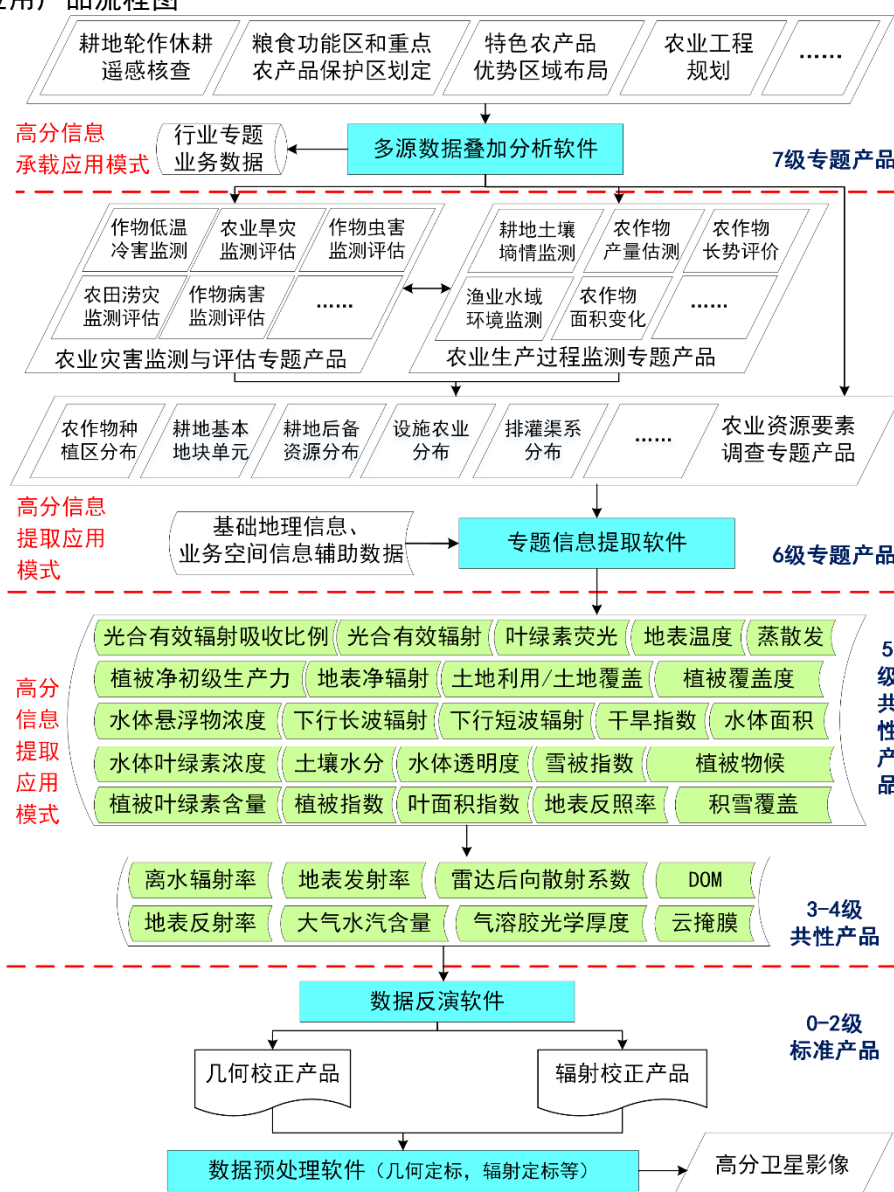 应用产品流程图
耕地轮作休耕
遥感核查
粮食功能区和重点
农产品保护区划定
特色农产品
优势区域布局
农业工程
规划
……
高分信息
承载应用模式
行业专题
业务数据
多源数据叠加分析软件
7级专题产品
作物低温
冷害监测
农业旱灾
监测评估
作物虫害
监测评估
农田涝灾
监测评估
作物病害
监测评估
……
农业灾害监测与评估专题产品
耕地土壤
墒情监测
农作物
产量估测
农作物
长势评价
渔业水域
环境监测
农作物
面积变化
……
农业生产过程监测专题产品
农作物种
植区分布
耕地基本
地块单元
耕地后备
资源分布
设施农业
分布
排灌渠系
分布
……
农业资源要素
调查专题产品
高分信息
提取应用
模式
基础地理信息、
业务空间信息辅助数据
专题信息提取软件
6级专题产品
高分
信息
提取
应用
模式
光合有效辐射吸收比例
光合有效辐射
叶绿素荧光
地表温度
蒸散发
植被净初级生产力
地表净辐射
土地利用/土地覆盖
植被覆盖度
水体悬浮物浓度
下行长波辐射
下行短波辐射
干旱指数
水体面积
水体叶绿素浓度
土壤水分
水体透明度
雪被指数
植被物候
植被叶绿素含量
植被指数
叶面积指数
地表反照率
积雪覆盖
5
级
共
性
产
品
离水辐射率
地表发射率
雷达后向散射系数
DOM
地表反射率
大气水汽含量
气溶胶光学厚度
云掩膜
3-4级
共性产品
数据反演软件
0-2级
标准产品
几何校正产品
辐射校正产品
数据预处理软件（几何定标，辐射定标等）
高分卫星影像